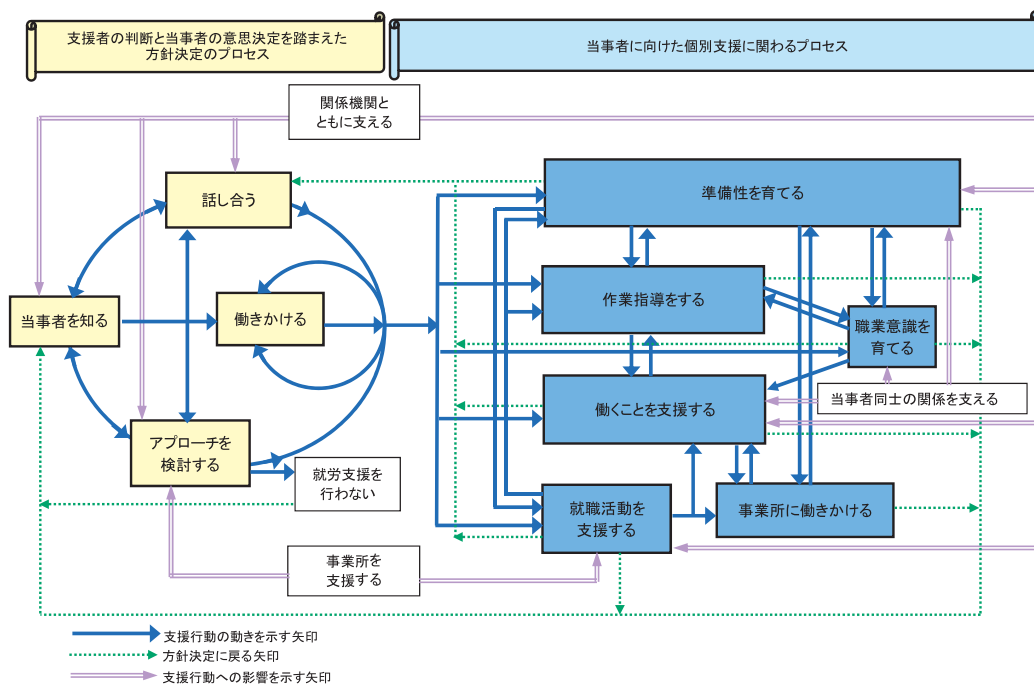 支援者の判断と当事者の意思決定を踏まえた
方針決定のプロセス
当事者に向けた個別支援に関わるプロセス
関係機関と
ともに支える
話し合う
準備性を育てる
当事者を知る
働きかける
作業指導をする
職業意識を
育てる
働くことを支援する
当事者同士の関係を支える
アプローチを
検討する
就労支援を
行わない
就職活動を
支援する
事業所に働きかける
事業所を
支援する
支援行動の動きを示す矢印
方針決定に戻る矢印
支援行動への影響を示す矢印